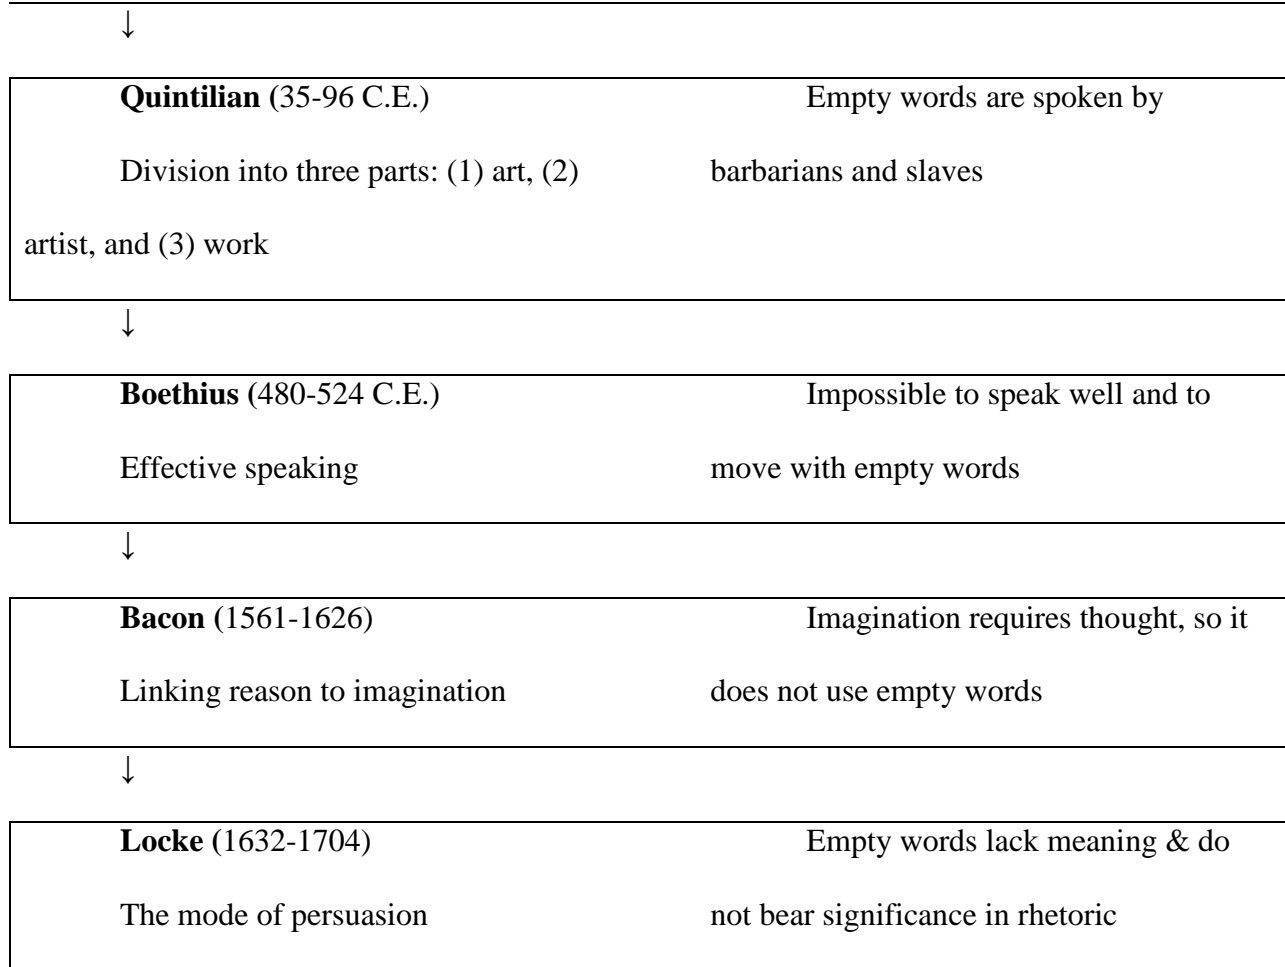 ↓
Quintilian (35-96 C.E.) Empty words are spoken by
Division into three parts: (1) art, (2) barbarians and slaves
artist, and (3) work
↓
Boethius (480-524 C.E.) Impossible to speak well and to
Effective speaking move with empty words
↓
Bacon (1561-1626) Imagination requires thought, so it
Linking reason to imagination does not use empty words
↓
Locke (1632-1704) Empty words lack meaning & do
The mode of persuasion not bear significance in rhetoric